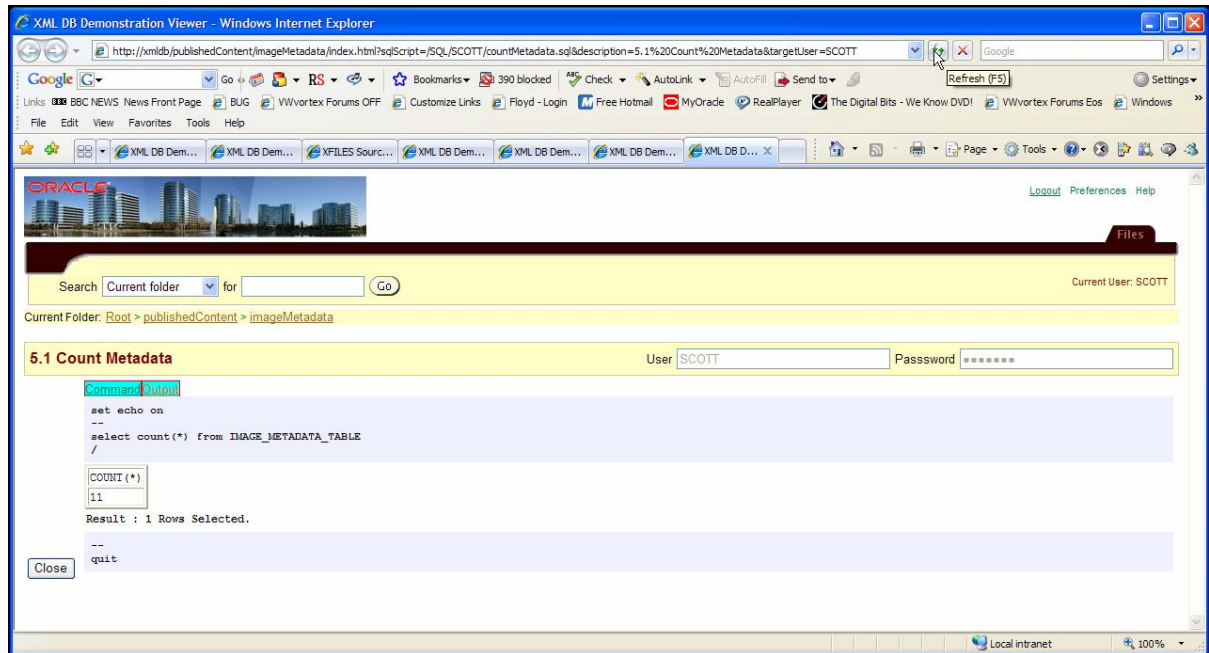 XML DB Demonstration Viewer - Windows Internet Explorer
http://xmldb/publishedContent/imageMetadata/index.html?sqlScript=/SQL/SCOTT/countMetadata.sql&description=5.1%20Count%20Metadata&targetUser=SCOTT
Google
Google G Go RS Bookmarks 390 blocked ABC Check AutoLink AutoFill Send to Refresh (F5) Settings
Links BBC NEWS News Front Page BUG VWvortex Forums OFF Customize Links Floyd - Login Free Hotmail MyOracle RealPlayer The Digital Bits - We Know DVD! VWvortex Forums Eos Windows »
File Edit View Favorites Tools Help
XML DB Dem... XML DB Dem... XFILES Sourc... XML DB Dem... XML DB Dem... XML DB Dem... XML DB D... X Page Tools
ORACLE
Logout Preferences Help
Files
Search Current folder for Go
Current User: SCOTT
Current Folder: Root > publishedContent > imageMetadata
5.1 Count Metadata User SCOTT Passsword
Command Output
set echo on
--
select count(*) from IMAGE_METADATA_TABLE
/
COUNT(*)
11
Result : 1 Rows Selected.
--
quit
Close
Local intranet 100%